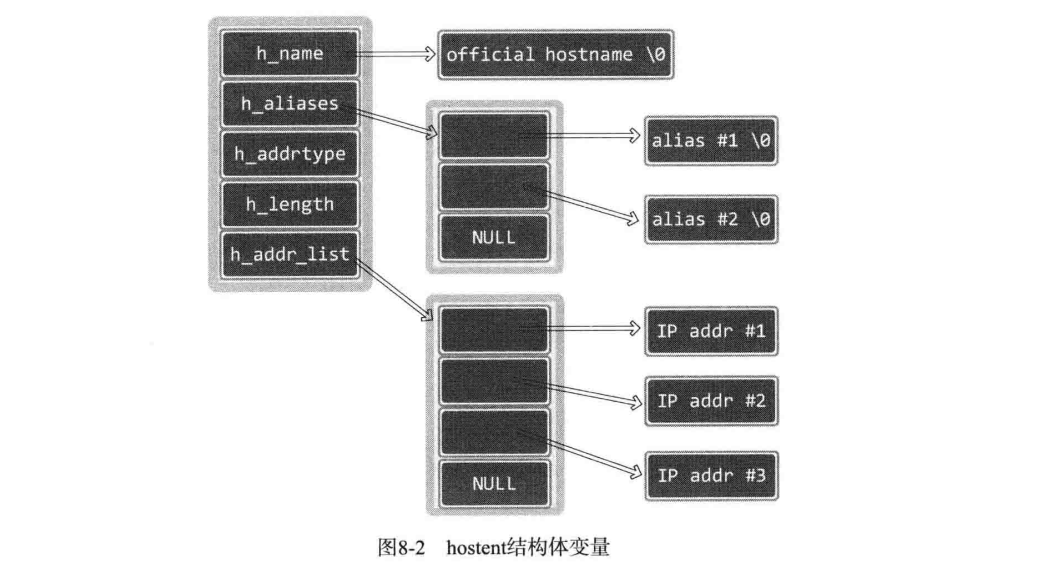 h_name
official hostname \0
h_aliases
h_addrtype
h_length
h_addr_list
alias #1 \0
alias #2 \0
NULL
IP addr #1
IP addr #2
IP addr #3
NULL
图8-2 hostent结构体变量